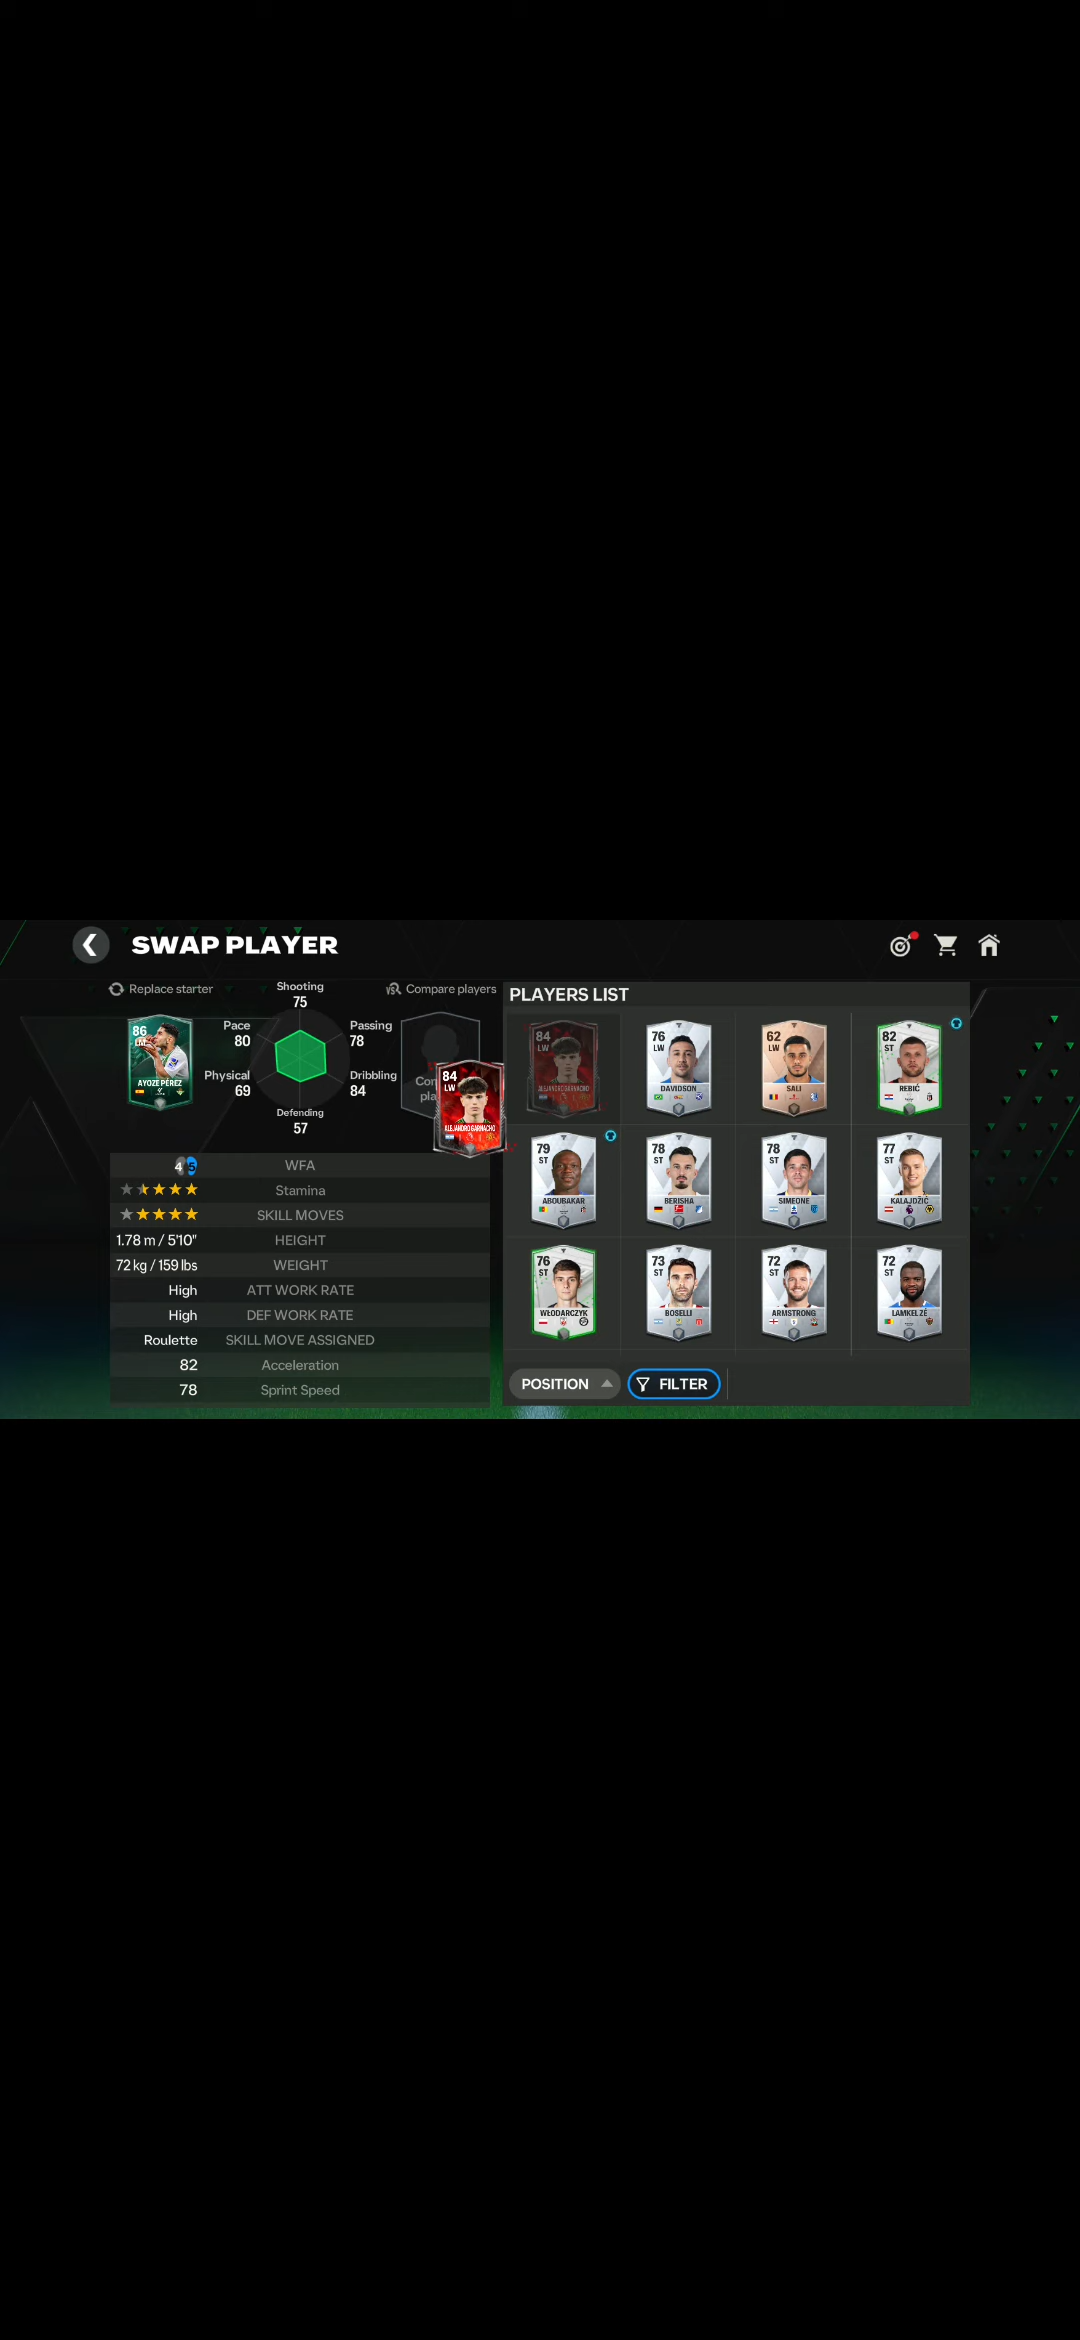 SWAP PLAYER
Replace starter
Compare players
86
LM
AYOZE PÉREZ
Shooting
75
Pace
80
Passing
78
Physical
69
Dribbling
84
Defending
57
84
LW
ALEJANDRO GARNACHO
4 5 WFA
Stamina
SKILL MOVES
1.78 m / 5'10" HEIGHT
72 kg / 159 lbs WEIGHT
High ATT WORK RATE
High DEF WORK RATE
Roulette SKILL MOVE ASSIGNED
82 Acceleration
78 Sprint Speed
PLAYERS LIST
84
LW
ALEJANDRO GARNACHO
76
LW
DAVIDSON
62
LW
SALI
82
ST
REBIĆ
79
ST
ABOUBAKAR
78
ST
BERISHA
78
ST
SIMEONE
77
ST
KALAJDŽIĆ
76
ST
WŁODARCZYK
73
ST
BOSELLI
72
ST
ARMSTRONG
72
ST
LAMKEL ZÉ
POSITION
FILTER